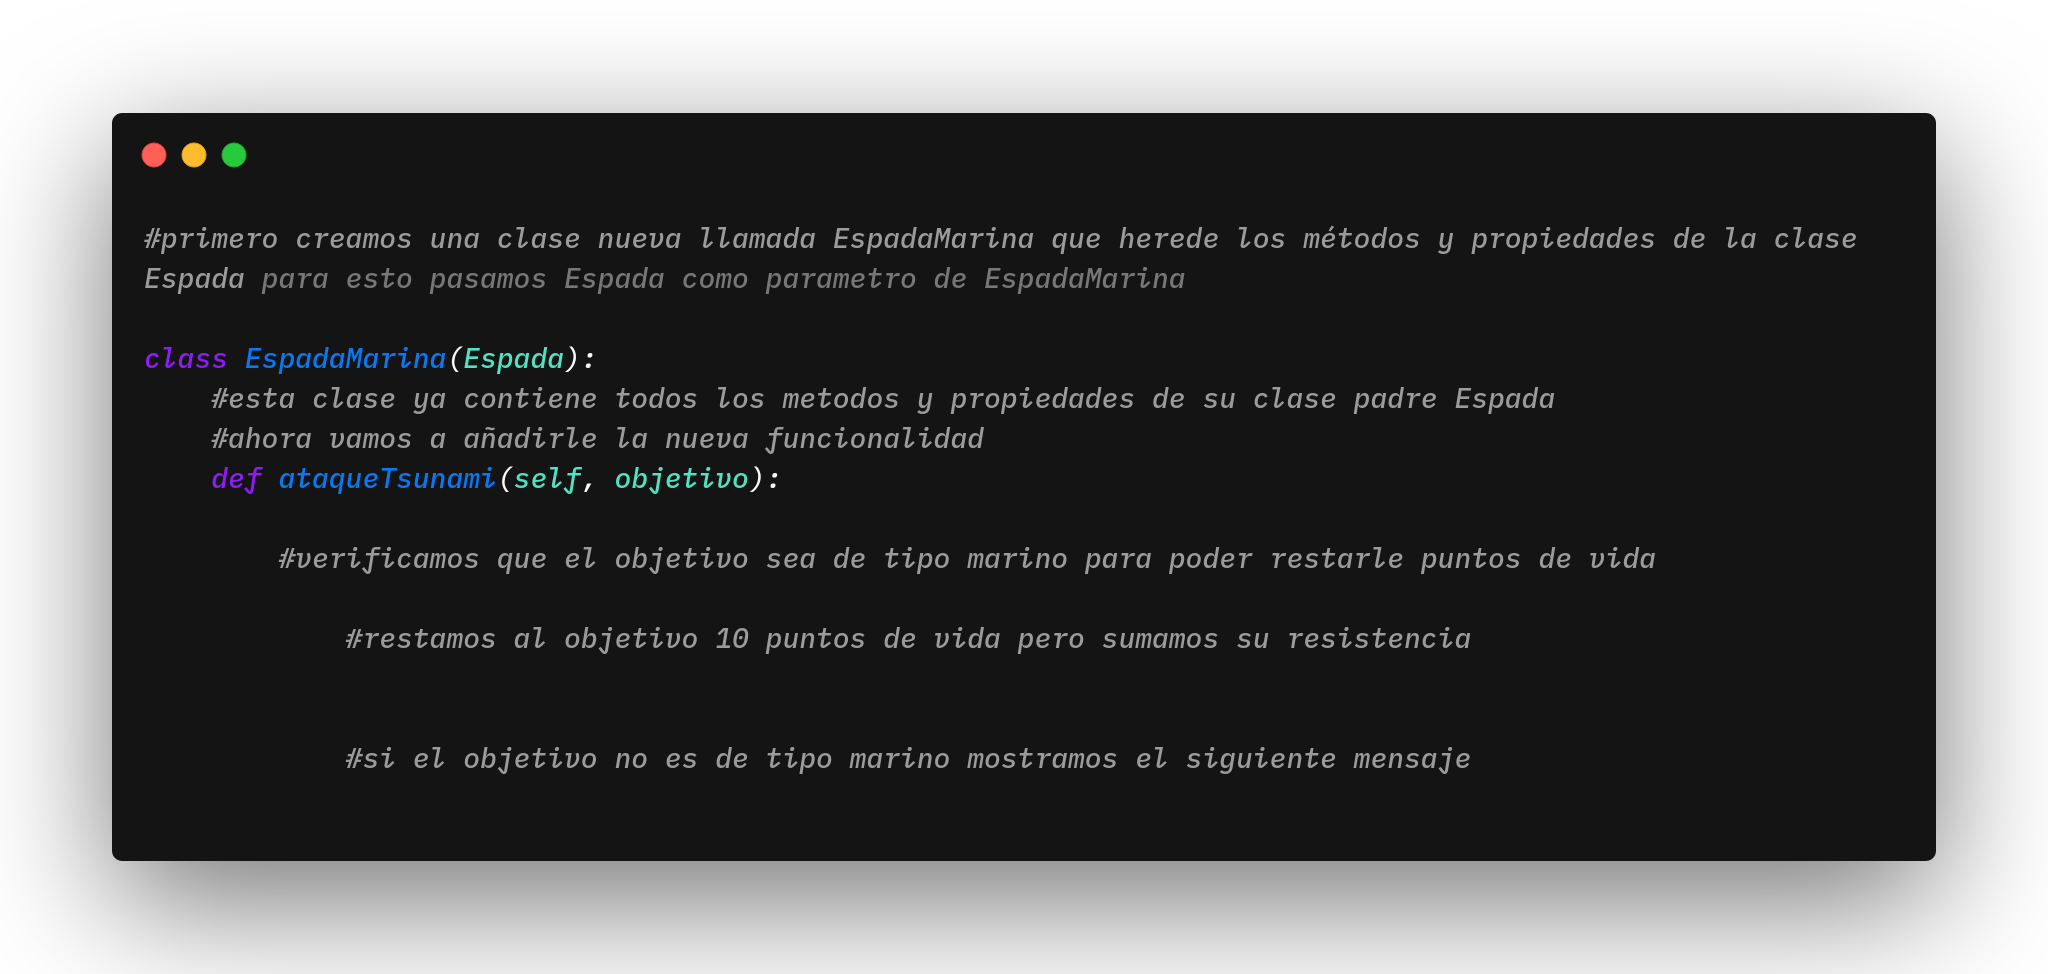 #primero creamos una clase nueva llamada EspadaMarina que herede los métodos y propiedades de la clase
Espada para esto pasamos Espada como parametro de EspadaMarina
class EspadaMarina(Espada):
#esta clase ya contiene todos los metodos y propiedades de su clase padre Espada
#ahora vamos a añadirle la nueva funcionalidad
def ataqueTsunami(self, objetivo):
#verificamos que el objetivo sea de tipo marino para poder restarle puntos de vida
#restamos al objetivo 10 puntos de vida pero sumamos su resistencia
#si el objetivo no es de tipo marino mostramos el siguiente mensaje